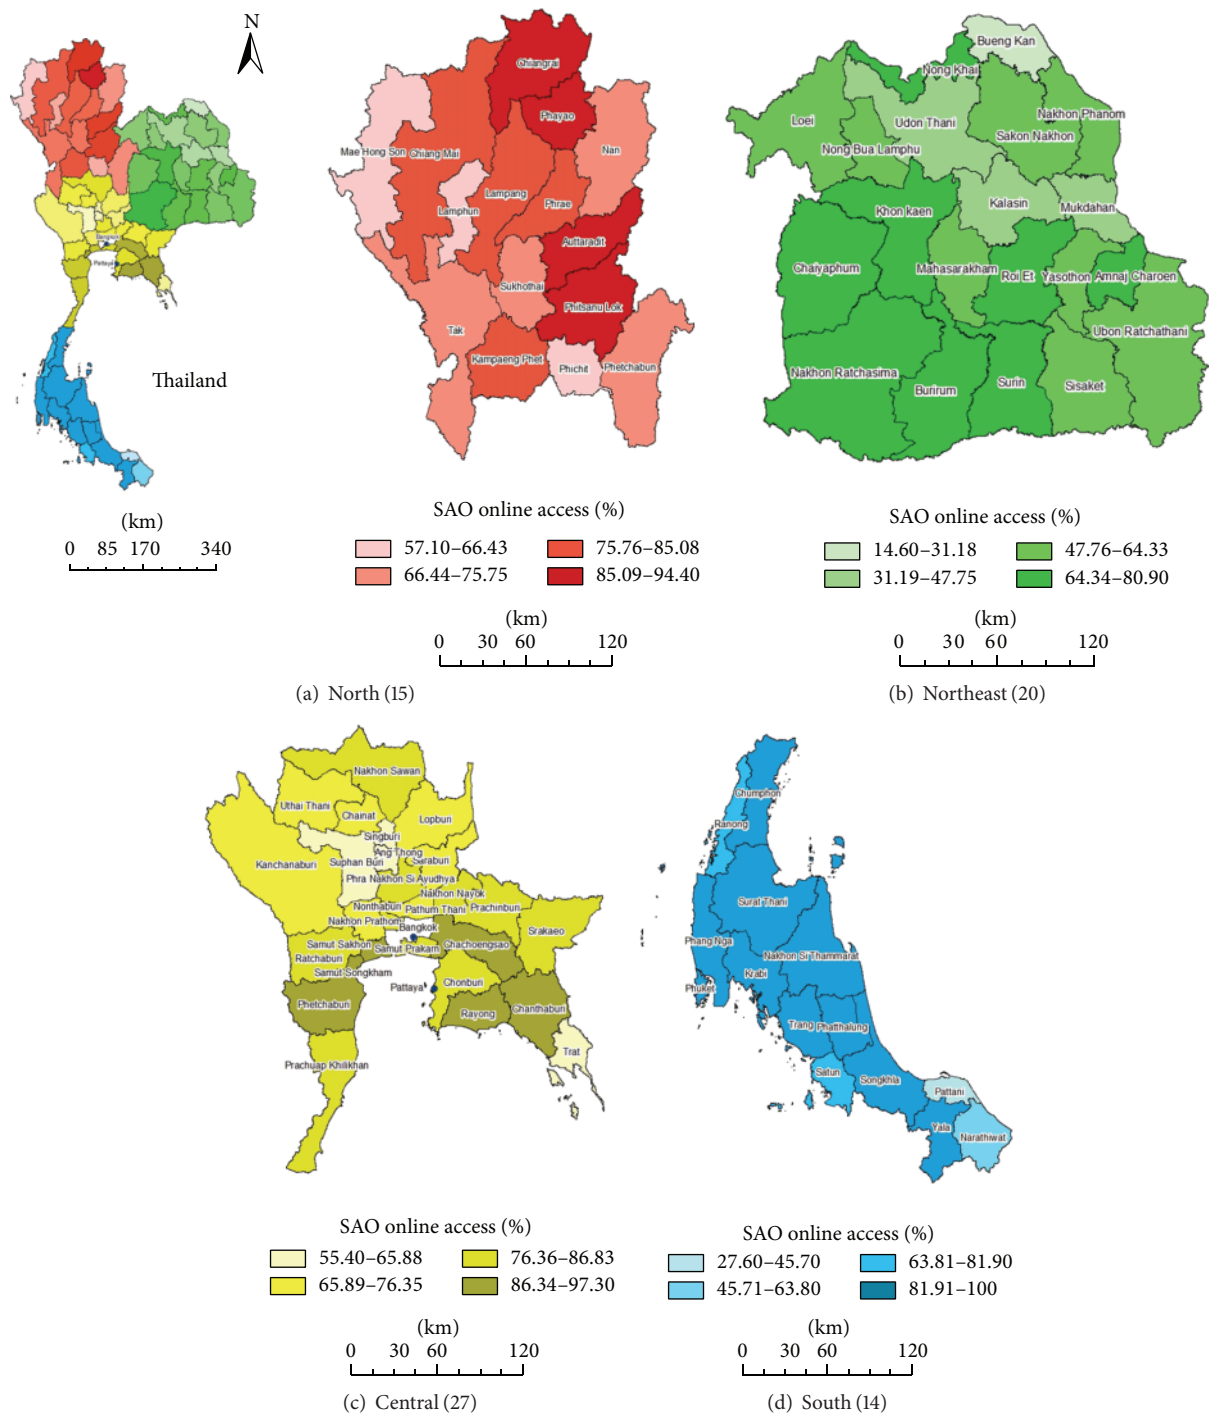 N
Bangkok
Pattaya
Thailand
(km)
0 85 170 340
Chiangrai
Phayao
Nan
Mae Hong Son
Chiang Mai
Lampang
Lamphun
Phrae
Auttaradit
Sukhothai
Phitsanu Lok
Tak
Kampaeng Phet
Phichit
Phetchabun
SAO online access (%)
57.10–66.43
75.76–85.08
66.44–75.75
85.09–94.40
(km)
0 30 60 120
(a) North (15)
Bueng Kan
Nong Khai
Loei
Udon Thani
Nakhon Phanom
Sakon Nakhon
Nong Bua Lamphu
Khon kaen
Kalasin
Mukdahan
Chaiyaphum
Mahasarakham
Roi Et
Yasothon
Amnaj Charoen
Ubon Ratchathani
Nakhon Ratchasima
Burirum
Surin
Sisaket
SAO online access (%)
14.60–31.18
47.76–64.33
31.19–47.75
64.34–80.90
(km)
0 30 60 120
(b) Northeast (20)
Nakhon Sawan
Uthai Thani
Chainat
Lopburi
Singburi
Ang Thong
Kanchanaburi
Suphan Buri
Saraburi
Phra Nakhon Si Ayudhya
Nakhon Nayok
Nonthaburi
Pathum Thani
Prachinburi
Nakhon Prathom
Bangkok
Srakaeo
Samut Sakhon
Samut Prakarn
Chachoengsao
Ratchaburi
Samut Songkham
Pattaya
Chonburi
Phetchaburi
Rayong
Chanthaburi
Trat
Prachuap Khilikhan
SAO online access (%)
55.40–65.88
76.36–86.83
65.89–76.35
86.34–97.30
(km)
0 30 60 120
(c) Central (27)
Chumphon
Ranong
Surat Thani
Phang Nga
Nakhon Si Thammarat
Krabi
Phuket
Trang
Phatthalung
Satun
Songkhla
Pattani
Yala
Narathiwat
SAO online access (%)
27.60–45.70
63.81–81.90
45.71–63.80
81.91–100
(km)
0 30 60 120
(d) South (14)